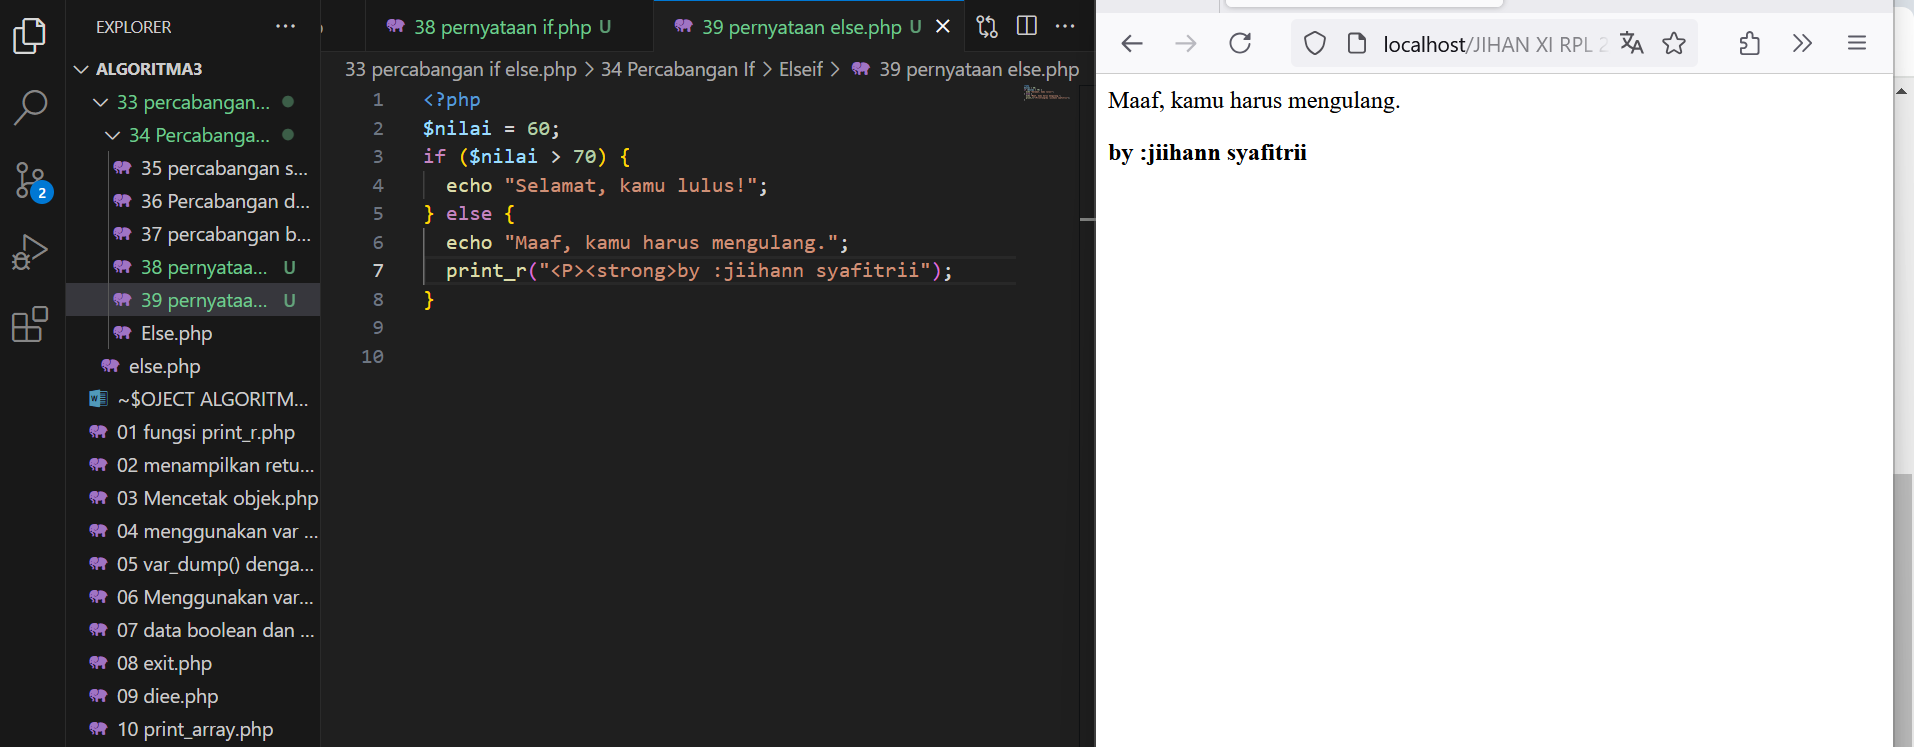 EXPLORER
ALGORITMA3
33 percabangan...
34 Percabanga...
35 percabangan s...
36 Percabangan d...
37 percabangan b...
38 pernyataa... U
39 pernyataa... U
Else.php
else.php
~$OJECT ALGORITM...
01 fungsi print_r.php
02 menampilkan retu...
03 Mencetak objek.php
04 menggunakan var ...
05 var_dump() denga...
06 Menggunakan var...
07 data boolean dan ...
08 exit.php
09 diee.php
10 print_array.php
2
38 pernyataan if.php U
39 pernyataan else.php U
33 percabangan if else.php > 34 Percabangan If > Elseif > 39 pernyataan else.php
1 <?php
2 $nilai = 60;
3 if ($nilai > 70) {
4 echo "Selamat, kamu lulus!";
5 } else {
6 echo "Maaf, kamu harus mengulang.";
7 print_r("<P><strong>by :jiihann syafitrii");
8 }
9
10
localhost/JIHAN XI RPL 2
Maaf, kamu harus mengulang.
by :jiihann syafitrii